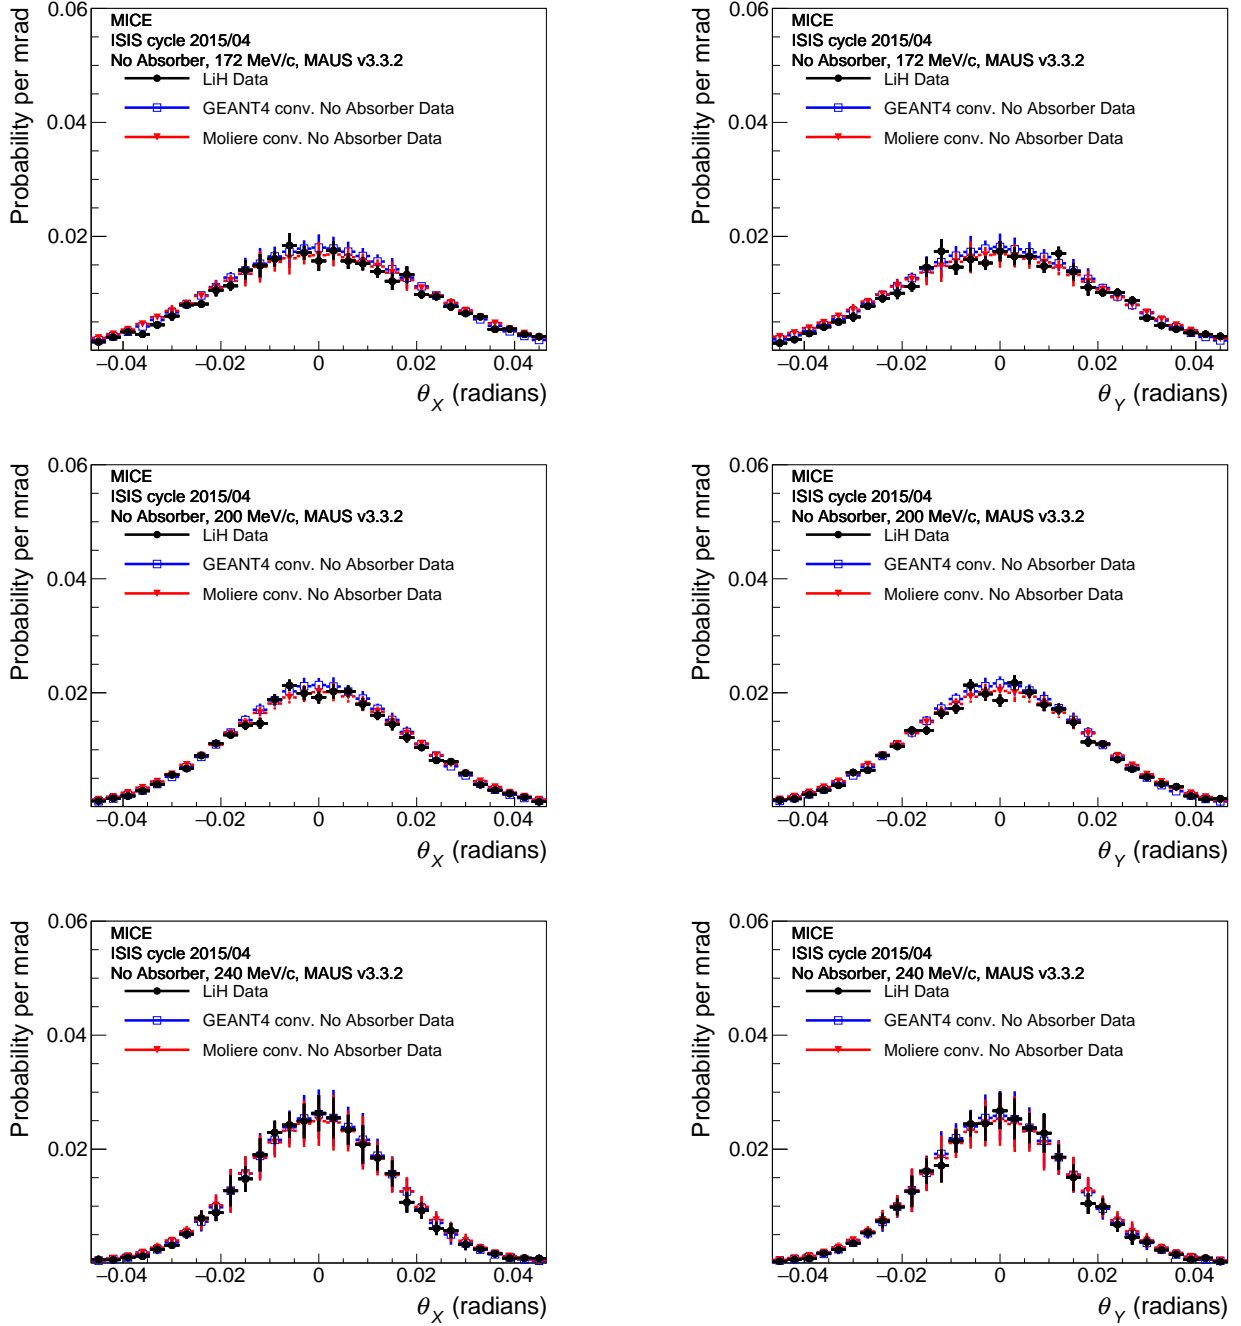 Probability per mrad
0.06
0.04
0.02
MICE
ISIS cycle 2015/04
No Absorber, 172 MeV/c, MAUS v3.3.2
LiH Data
GEANT4 conv. No Absorber Data
Moliere conv. No Absorber Data
−0.04 −0.02 0 0.02 0.04
θX (radians)
Probability per mrad
0.06
0.04
0.02
MICE
ISIS cycle 2015/04
No Absorber, 172 MeV/c, MAUS v3.3.2
LiH Data
GEANT4 conv. No Absorber Data
Moliere conv. No Absorber Data
−0.04 −0.02 0 0.02 0.04
θY (radians)
Probability per mrad
0.06
0.04
0.02
MICE
ISIS cycle 2015/04
No Absorber, 200 MeV/c, MAUS v3.3.2
LiH Data
GEANT4 conv. No Absorber Data
Moliere conv. No Absorber Data
−0.04 −0.02 0 0.02 0.04
θX (radians)
Probability per mrad
0.06
0.04
0.02
MICE
ISIS cycle 2015/04
No Absorber, 200 MeV/c, MAUS v3.3.2
LiH Data
GEANT4 conv. No Absorber Data
Moliere conv. No Absorber Data
−0.04 −0.02 0 0.02 0.04
θY (radians)
Probability per mrad
0.06
0.04
0.02
MICE
ISIS cycle 2015/04
No Absorber, 240 MeV/c, MAUS v3.3.2
LiH Data
GEANT4 conv. No Absorber Data
Moliere conv. No Absorber Data
−0.04 −0.02 0 0.02 0.04
θX (radians)
Probability per mrad
0.06
0.04
0.02
MICE
ISIS cycle 2015/04
No Absorber, 240 MeV/c, MAUS v3.3.2
LiH Data
GEANT4 conv. No Absorber Data
Moliere conv. No Absorber Data
−0.04 −0.02 0 0.02 0.04
θY (radians)